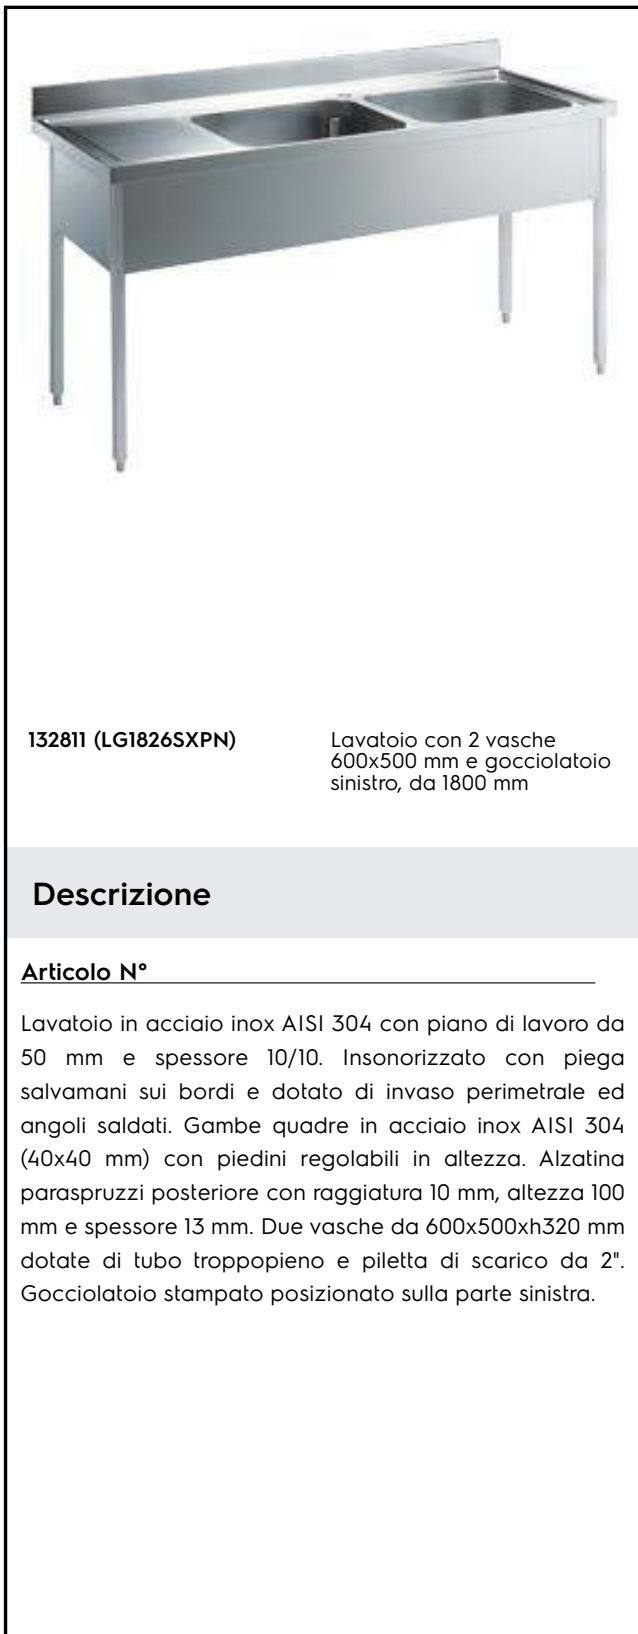 132811 (LG1826SXPN)
Lavatoio con 2 vasche
600x500 mm e gocciolatoio
sinistro, da 1800 mm
Descrizione
Articolo N°
Lavatoio in acciaio inox AISI 304 con piano di lavoro da
50 mm e spessore 10/10. Insonorizzato con piega
salvamani sui bordi e dotato di invaso perimetrale ed
angoli saldati. Gambe quadre in acciaio inox AISI 304
(40x40 mm) con piedini regolabili in altezza. Alzatina
paraspruzzi posteriore con raggiatura 10 mm, altezza 100
mm e spessore 13 mm. Due vasche da 600x500xh320 mm
dotate di tubo troppopieno e piletta di scarico da 2".
Gocciolatoio stampato posizionato sulla parte sinistra.